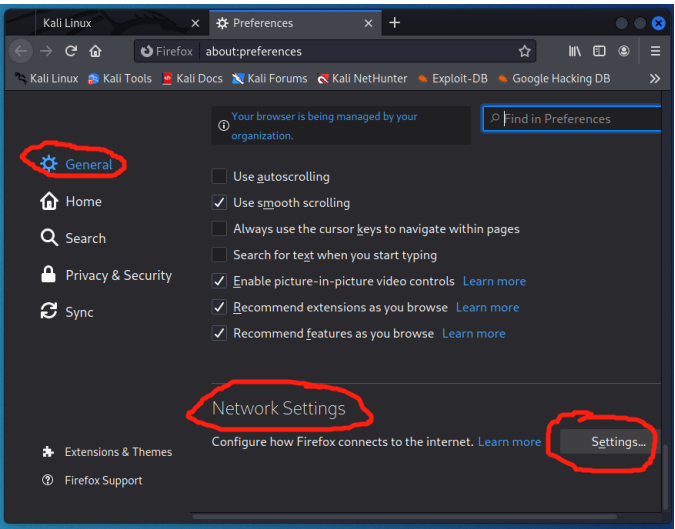 Kali Linux
Preferences
Firefox
about:preferences
Kali Linux
Kali Tools
Kali Docs
Kali Forums
Kali NetHunter
Exploit-DB
Google Hacking DB
Your browser is being managed by your
organization.
Find in Preferences
General
Home
Search
Privacy & Security
Sync
Extensions & Themes
Firefox Support
Use autoscrolling
Use smooth scrolling
Always use the cursor keys to navigate within pages
Search for text when you start typing
Enable picture-in-picture video controls Learn more
Recommend extensions as you browse Learn more
Recommend features as you browse Learn more
Network Settings
Configure how Firefox connects to the internet. Learn more
Settings...